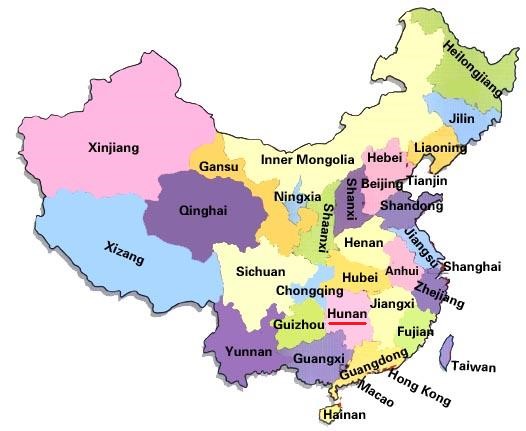 Heilongjiang
Jilin
Xinjiang
Liaoning
Inner Mongolia
Hebei
Gansu
Beijing
Tianjin
Ningxia
Shanxi
Shandong
Qinghai
Shaanxi
Henan
Jiangsu
Xizang
Sichuan
Shanghai
Anhui
Hubei
Chongqing
Zhejiang
Jiangxi
Hunan
Guizhou
Fujian
Yunnan
Guangxi
Guangdong
Taiwan
Hong Kong
Macao
Hainan